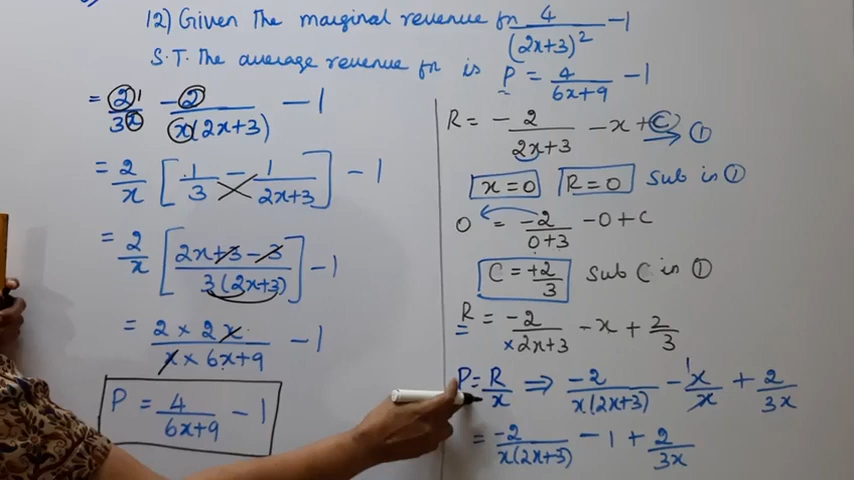 12) Given The marginal revenue fn 4/(2x+3)² -1
S.T. The average revenue fn is P = 4/(6x+9) -1
R = -2/(2x+3) - x + C → ①
x=0 R=0 sub in ①
0 = -2/(0+3) - 0 + C
C = +2/3 sub C in ①
R = -2/(2x+3) - x + 2/3
P = R/x ⇒ -2/(x(2x+3)) - x/x + 2/(3x)
= -2/(x(2x+3)) - 1 + 2/(3x)
= 2/(3x) - 2/(x(2x+3)) - 1
= 2/x [1/3 - 1/(2x+3)] - 1
= 2/x [(2x+3-3)/(3(2x+3))] - 1
= (2 × 2x)/(x × 6x+9) - 1
P = 4/(6x+9) - 1